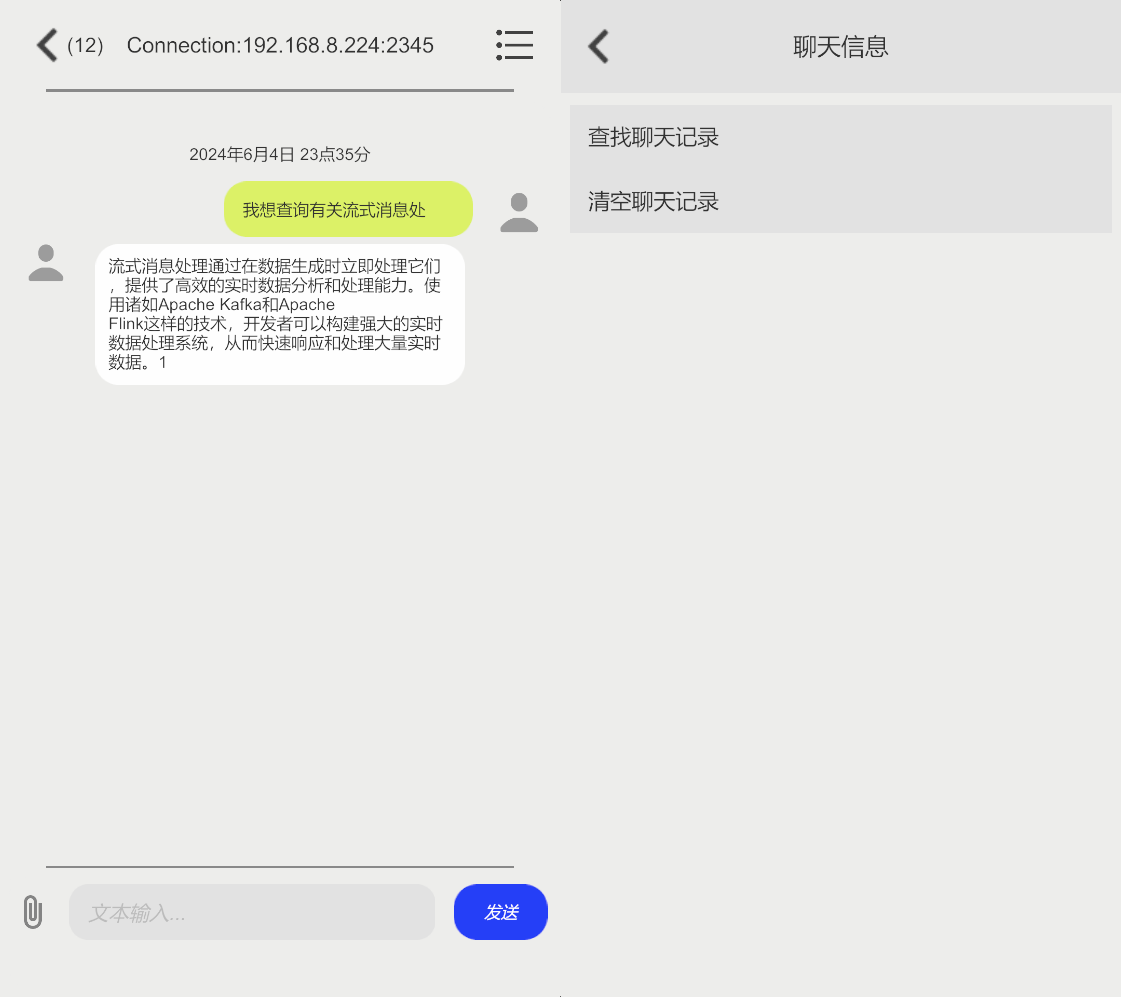 (12) Connection:192.168.8.224:2345
2024年6月4日 23点35分
我想查询有关流式消息处
流式消息处理通过在数据生成时立即处理它们
，提供了高效的实时数据分析和处理能力。使
用诸如Apache Kafka和Apache
Flink这样的技术，开发者可以构建强大的实时
数据处理系统，从而快速响应和处理大量实时
数据。1
文本输入...
发送
聊天信息
查找聊天记录
清空聊天记录